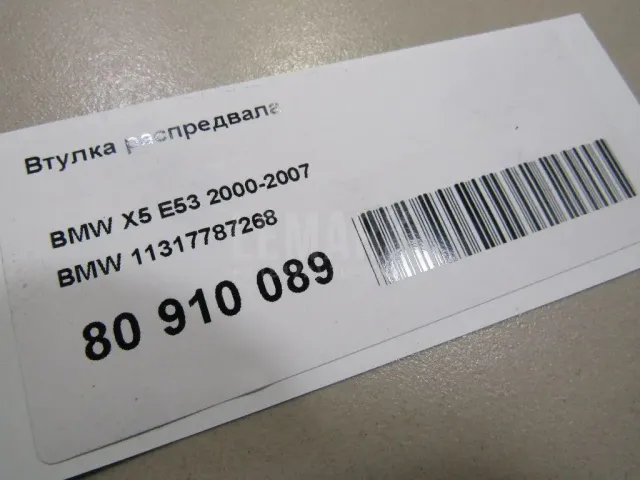 Втулка распредвала
BMW X5 E53 2000-2007
BMW 11317787268
80 910 089